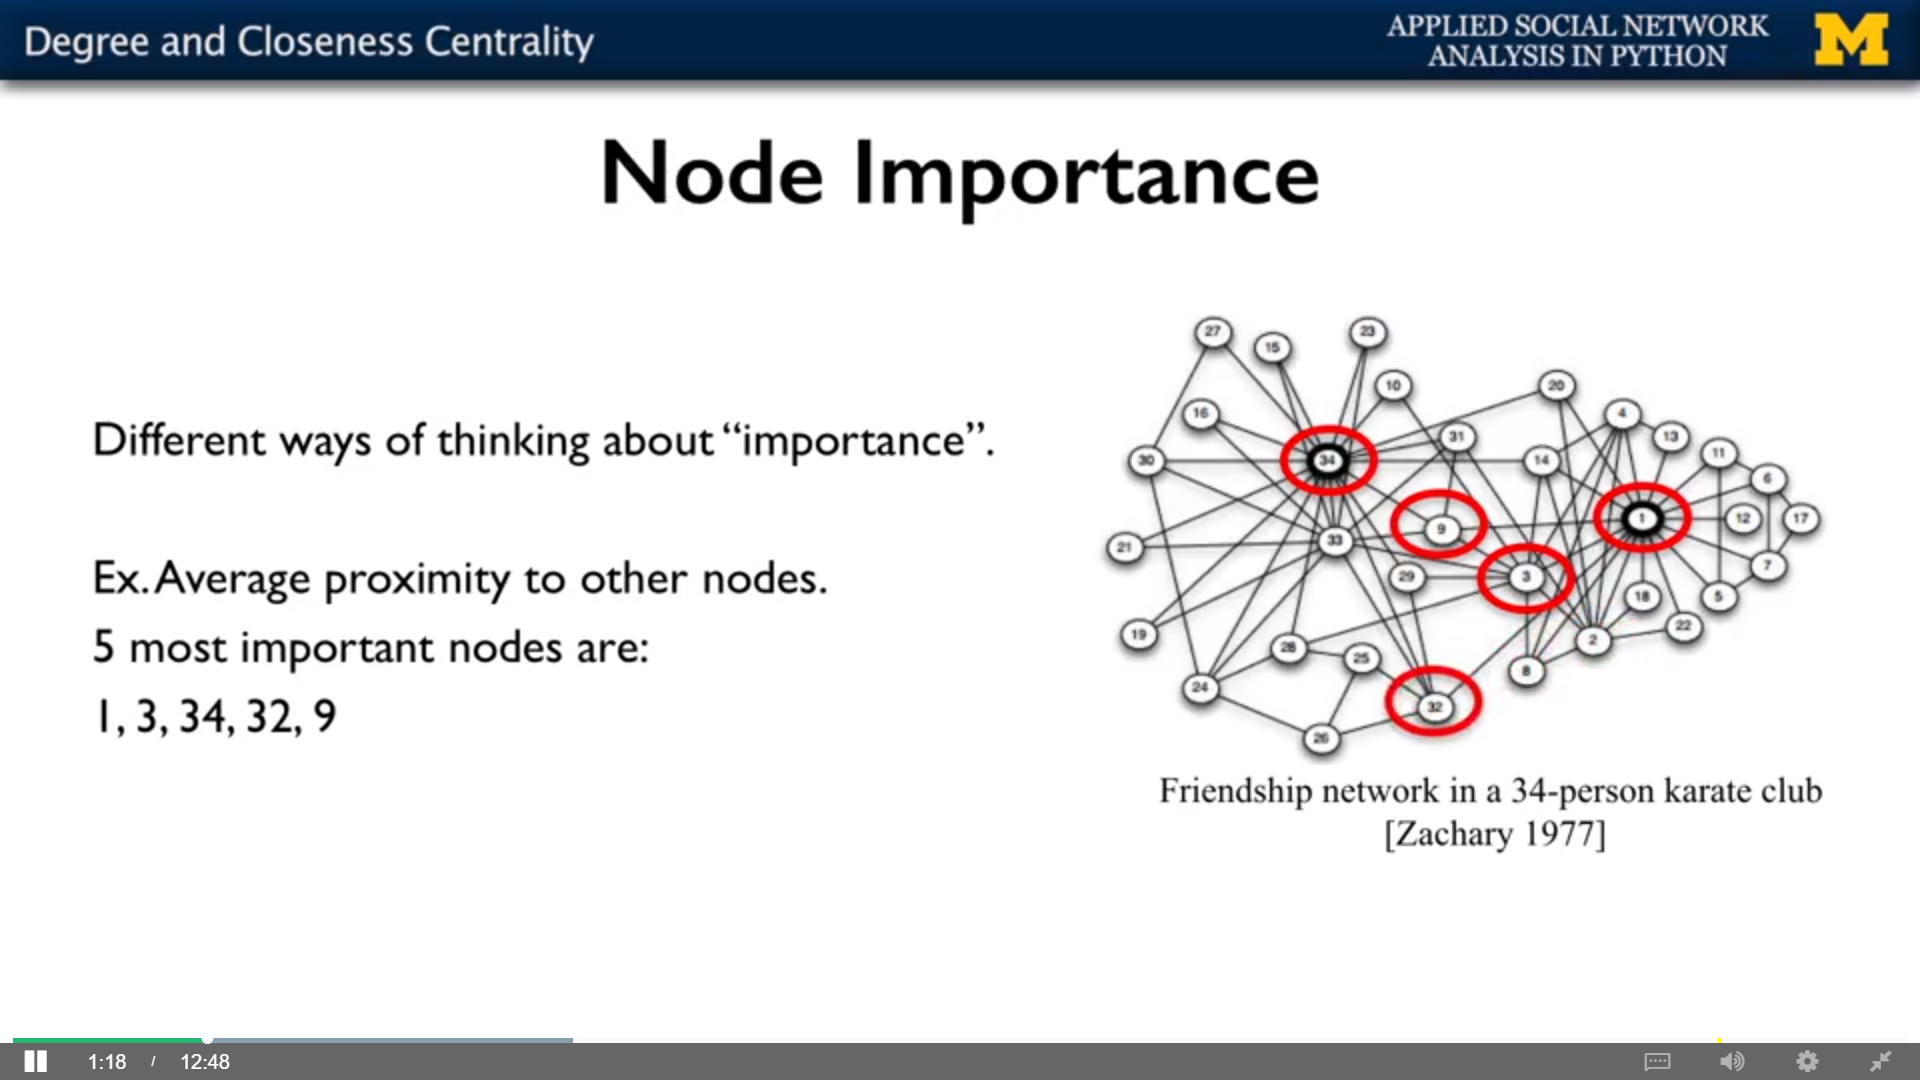 Degree and Closeness Centrality
APPLIED SOCIAL NETWORK
ANALYSIS IN PYTHON
M
Node Importance
Different ways of thinking about “importance”.
Ex. Average proximity to other nodes.
5 most important nodes are:
1, 3, 34, 32, 9
27
15
23
10
20
16
4
31
13
34
30
14
11
6
9
1
12
17
33
21
29
3
7
18
5
19
28
2
22
25
8
24
32
26
Friendship network in a 34-person karate club
[Zachary 1977]
1:18 / 12:48